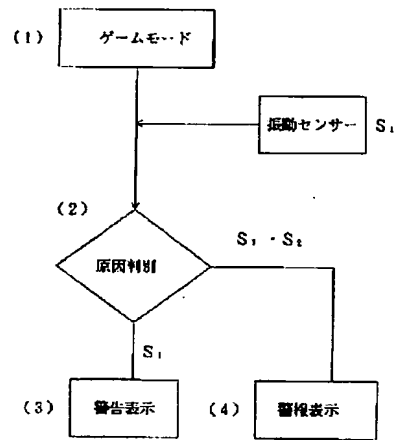 (1) ゲームモード
振動センサー S₁
(2)
原因判別
S₁・S₂
S₁
(3) 警告表示
(4) 警報表示